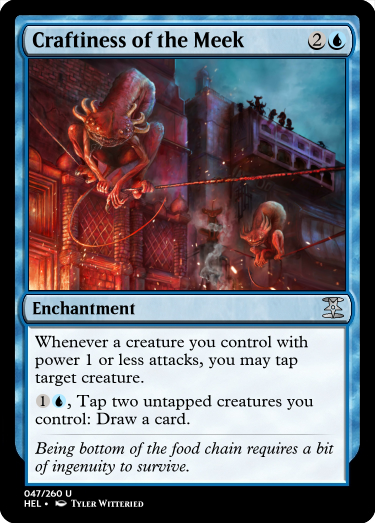 Craftiness of the Meek 2
Enchantment
Whenever a creature you control with
power 1 or less attacks, you may tap
target creature.
1, Tap two untapped creatures you
control: Draw a card.
Being bottom of the food chain requires a bit
of ingenuity to survive.
047/260 U
HEL • Tyler Witteried